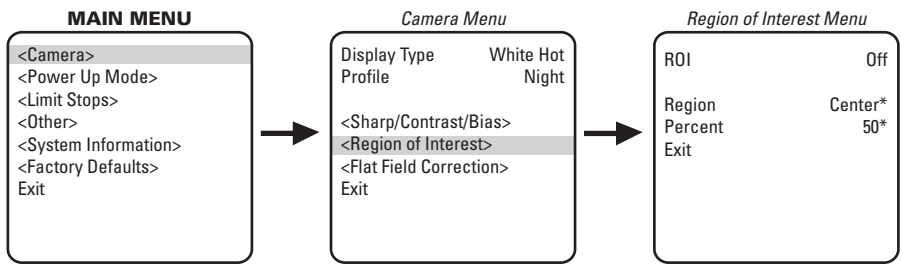 MAIN MENU
<Camera>
<Power Up Mode>
<Limit Stops>
<Other>
<System Information>
<Factory Defaults>
Exit
Camera Menu
Display Type White Hot
Profile Night
<Sharp/Contrast/Bias>
<Region of Interest>
<Flat Field Correction>
Exit
Region of Interest Menu
ROI Off
Region Center*
Percent 50*
Exit